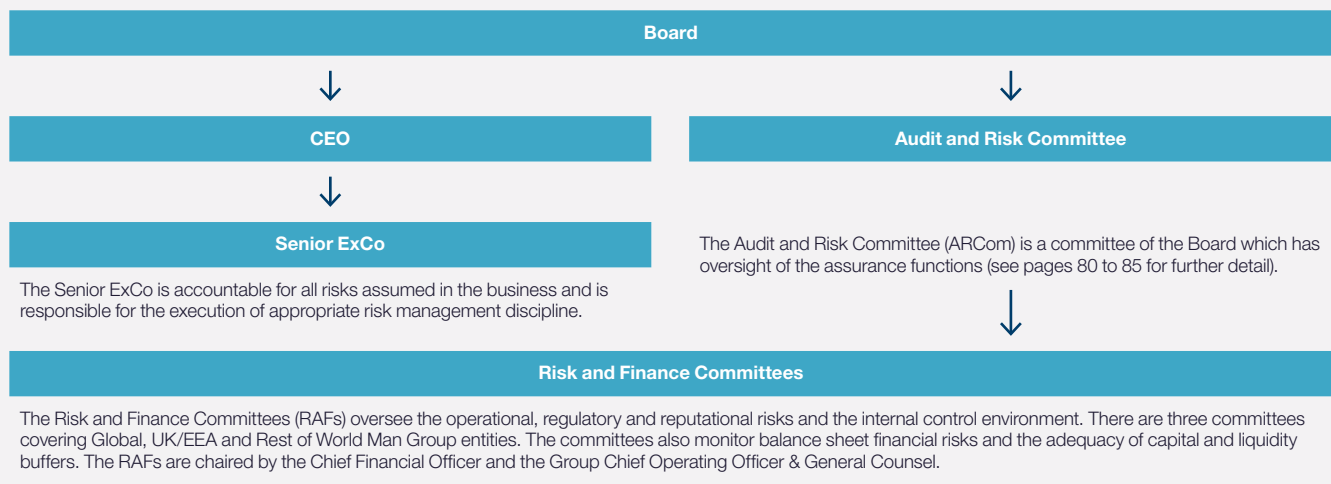 Board
CEO
Audit and Risk Committee
Senior ExCo
The Senior ExCo is accountable for all risks assumed in the business and is
responsible for the execution of appropriate risk management discipline.
The Audit and Risk Committee (ARCom) is a committee of the Board which has
oversight of the assurance functions (see pages 80 to 85 for further detail).
Risk and Finance Committees
The Risk and Finance Committees (RAFs) oversee the operational, regulatory and reputational risks and the internal control environment. There are three committees
covering Global, UK/EEA and Rest of World Man Group entities. The committees also monitor balance sheet financial risks and the adequacy of capital and liquidity
buffers. The RAFs are chaired by the Chief Financial Officer and the Group Chief Operating Officer & General Counsel.